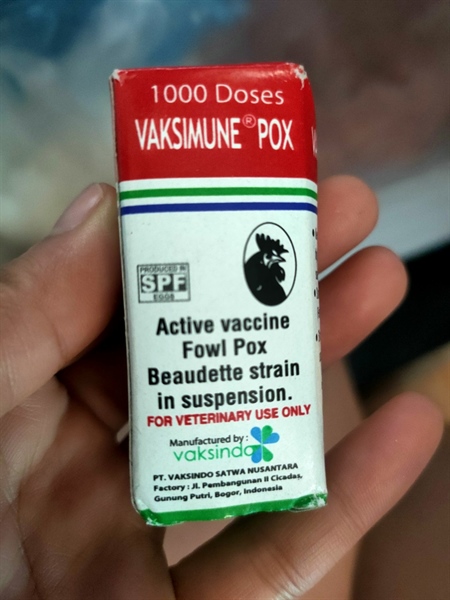 1000 Doses
VAKSIMUNE® POX
PRODUCED IN
SPF
EGGS
Active vaccine
Fowl Pox
Beaudette strain
in suspension.
FOR VETERINARY USE ONLY
Manufactured by :
vaksindo
PT. VAKSINDO SATWA NUSANTARA
Factory : Jl. Pembangunan II Cicadas,
Gunung Putri, Bogor, Indonesia